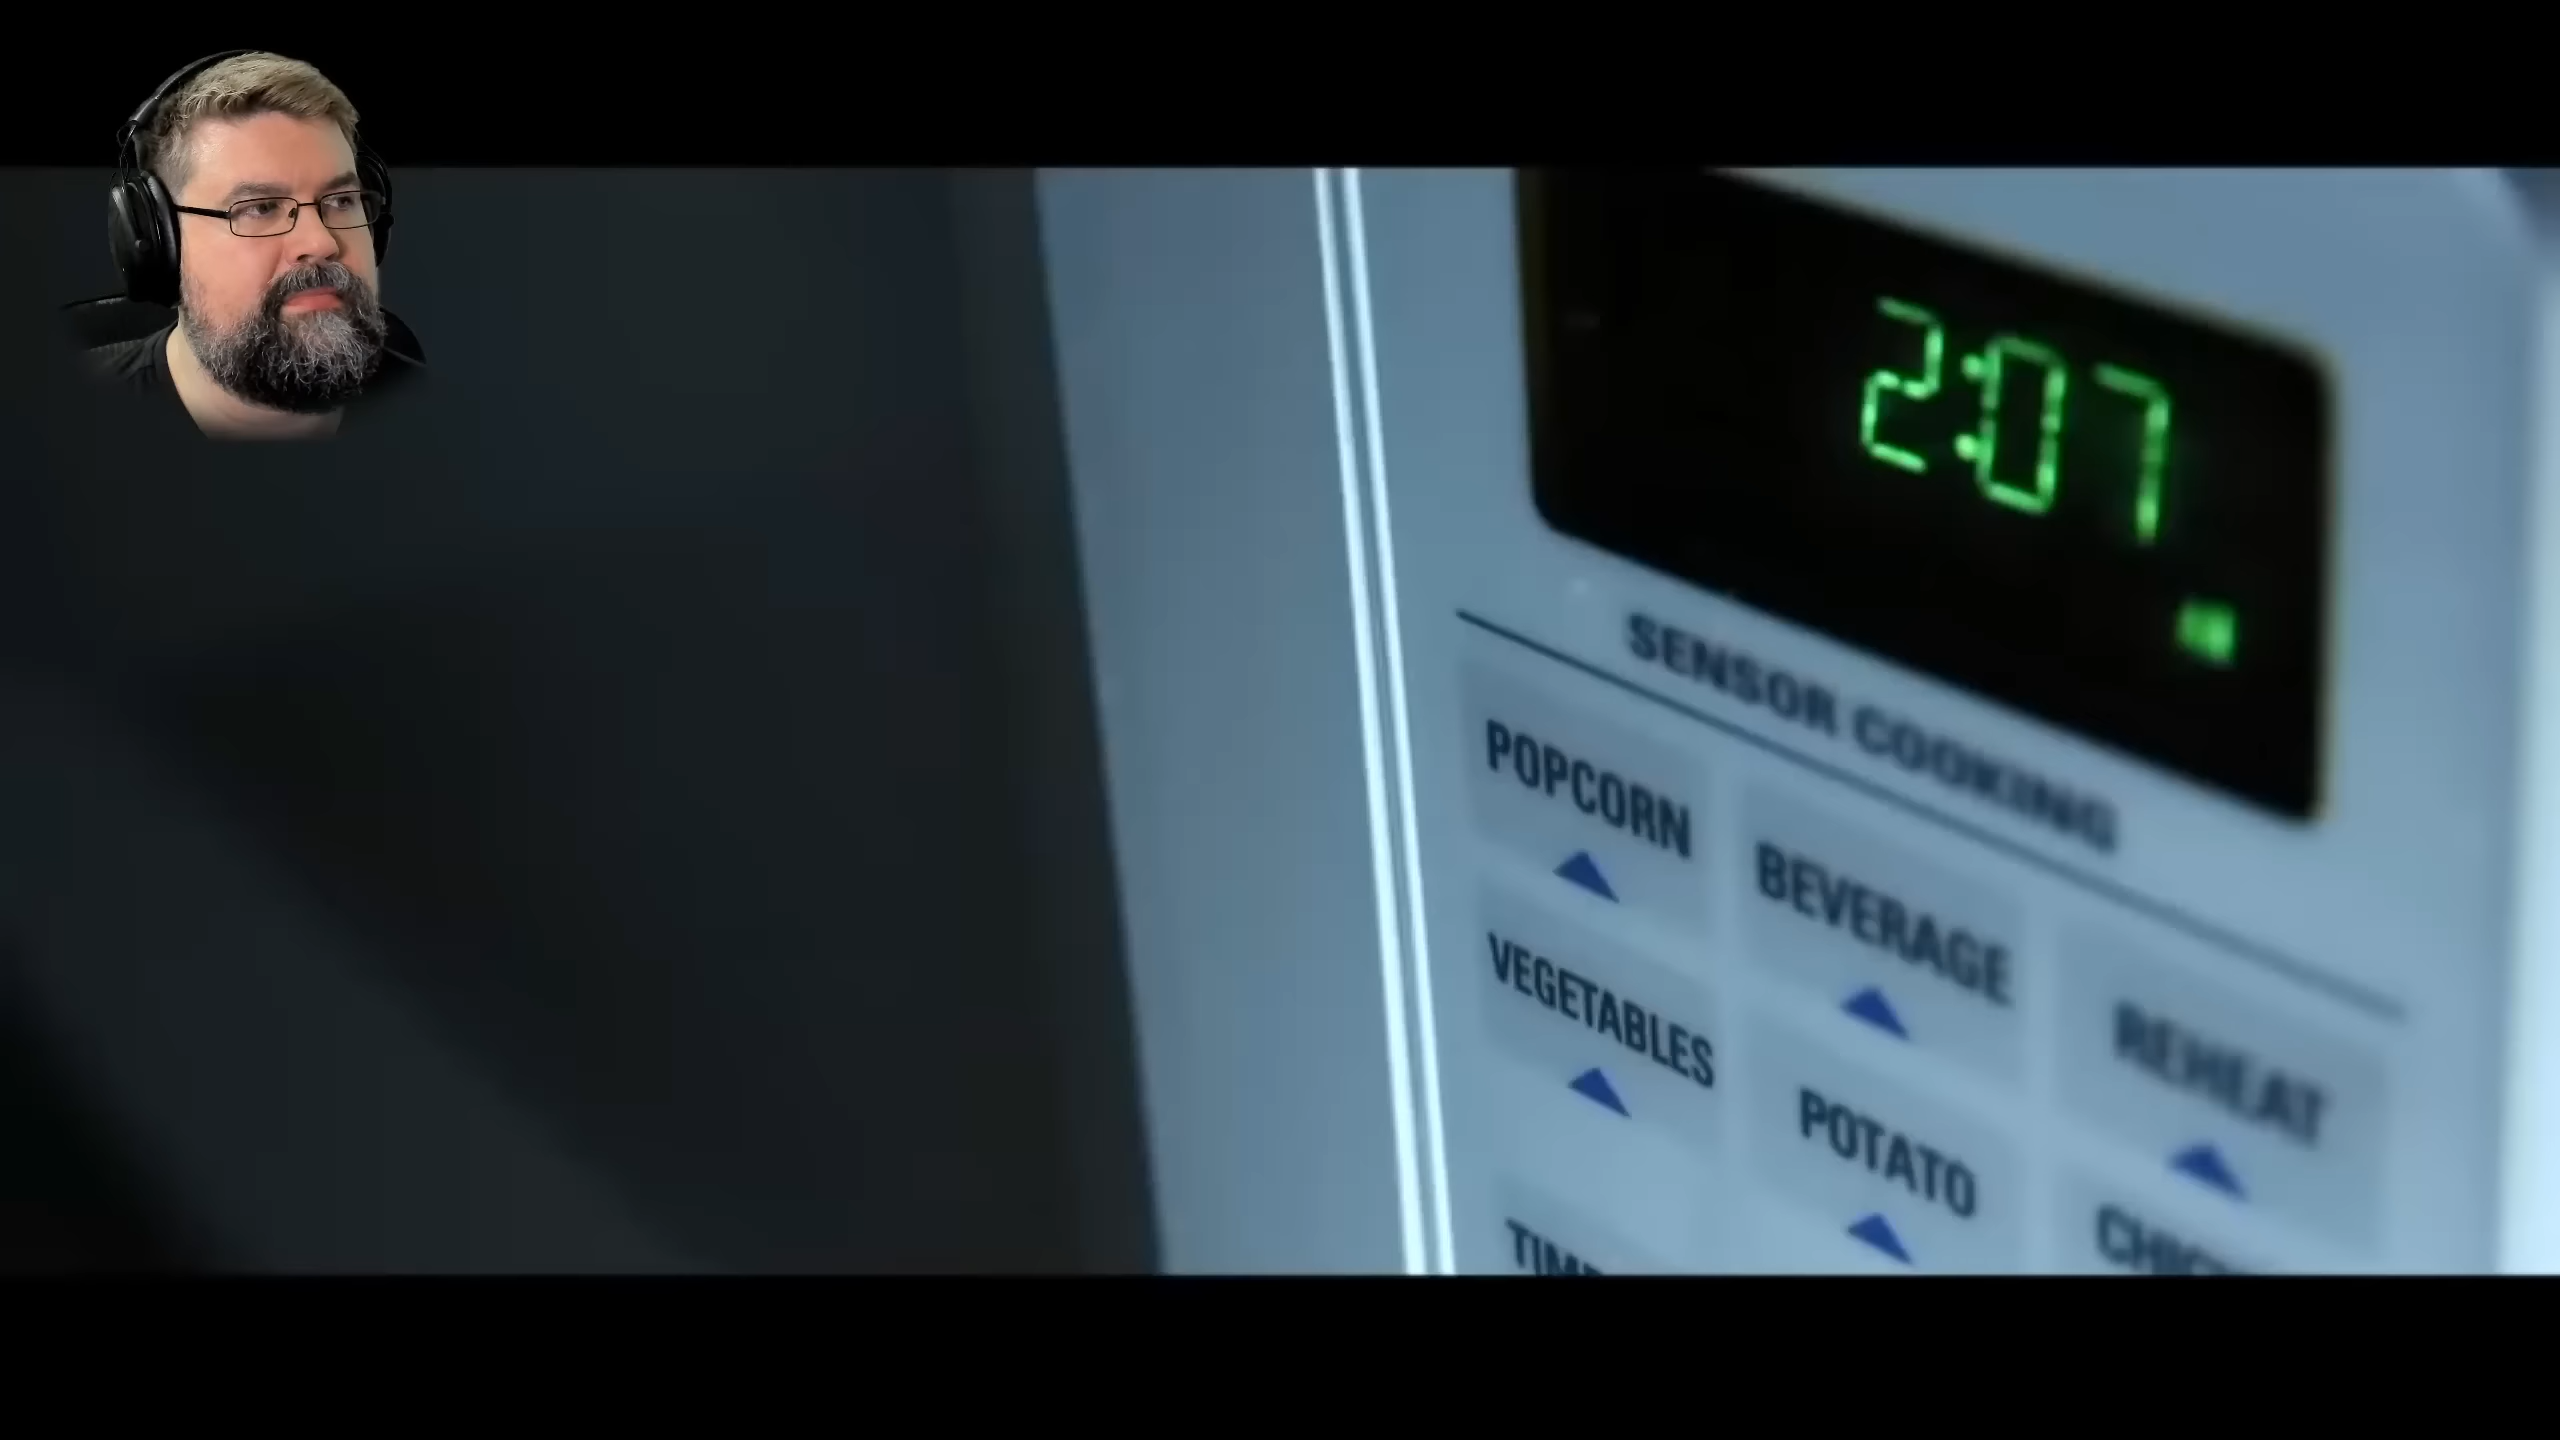 2:07
SENSOR COOKING
POPCORN
BEVERAGE
REHEAT
VEGETABLES
POTATO